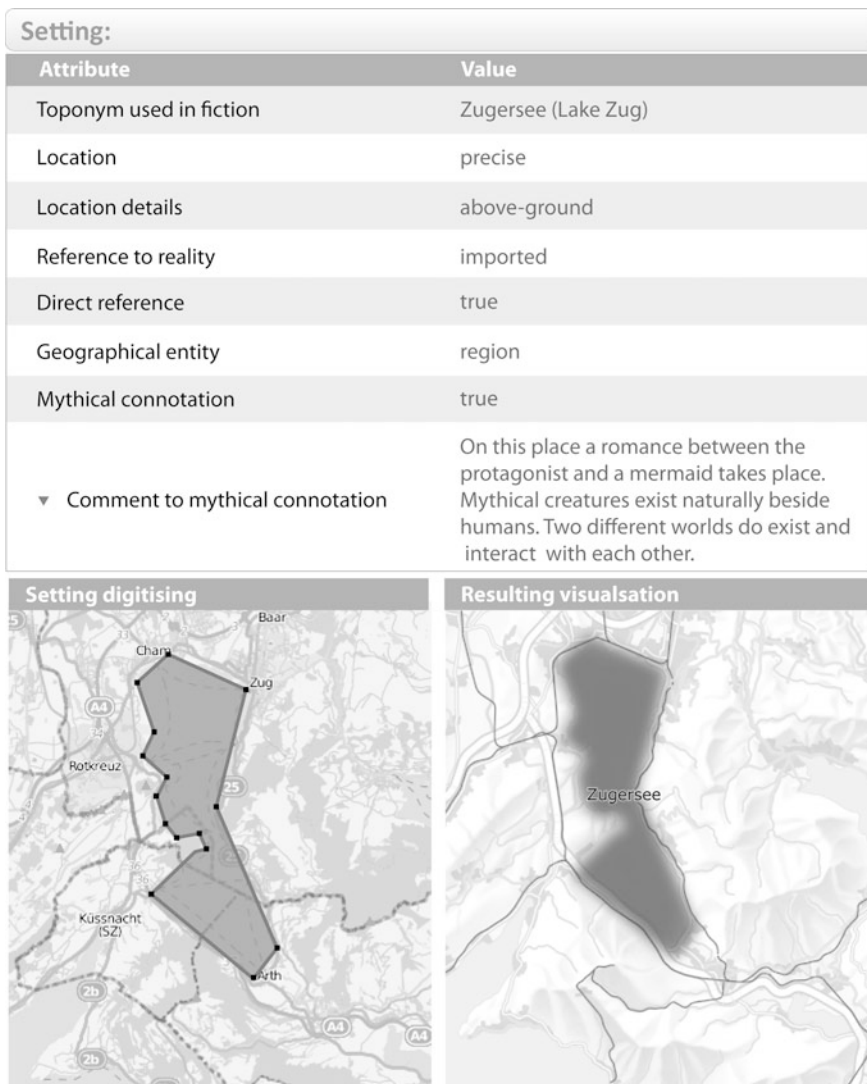 Setting:
Attribute Value
Toponym used in fiction Zugersee (Lake Zug)
Location precise
Location details above-ground
Reference to reality imported
Direct reference true
Geographical entity region
Mythical connotation true
On this place a romance between the
protagonist and a mermaid takes place.
▼ Comment to mythical connotation Mythical creatures exist naturally beside
humans. Two different worlds do exist and
interact with each other.
Setting digitising
25
Baar
Cham
Zug
A4
Rotkreuz
25
Küssnacht
(SZ)
Arth
2b
A4
2b
Resulting visualsation
Zugersee